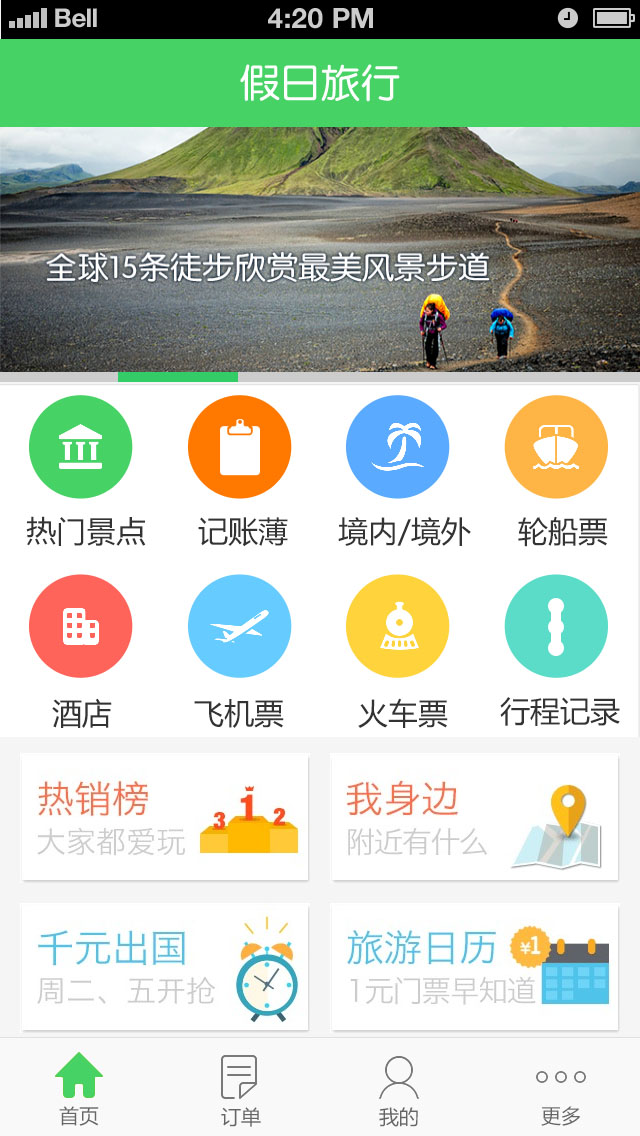 Bell 4:20 PM
假日旅行
全球15条徒步欣赏最美风景步道
热门景点 记账薄 境内/境外 轮船票
酒店 飞机票 火车票 行程记录
热销榜
大家都爱玩
3 1 2
我身边
附近有什么
千元出国
周二、五开抢
旅游日历
1元门票早知道
¥1
首页 订单 我的 更多